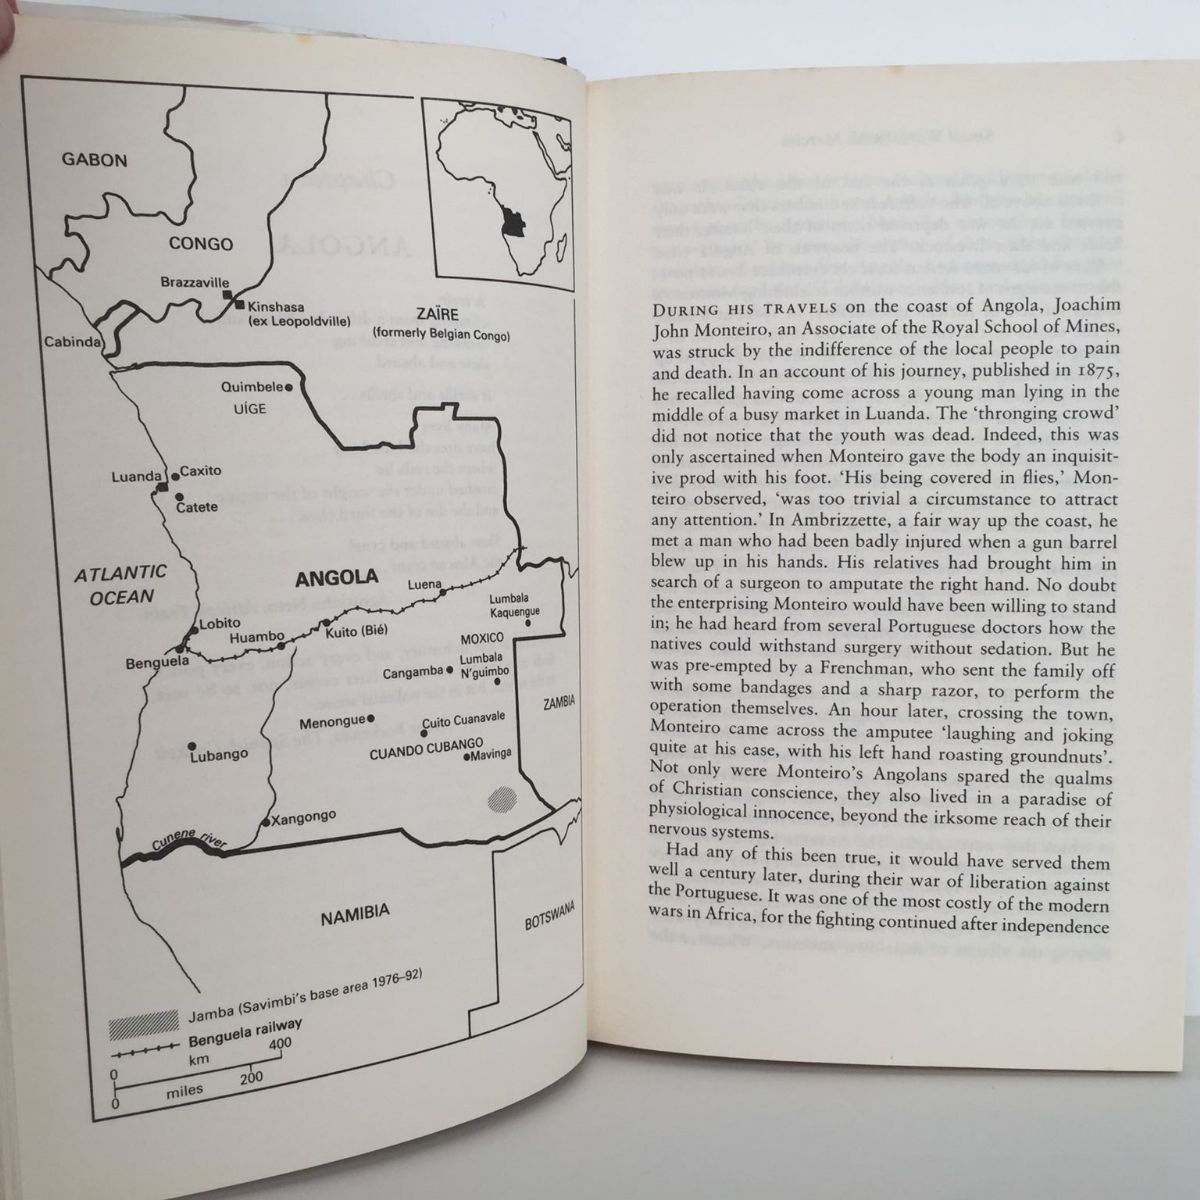 GABON
CONGO
Brazzaville
Kinshasa
(ex Leopoldville)
ZAÏRE
(formerly Belgian Congo)
Cabinda
Quimbele
UÍGE
Luanda
Caxito
Catete
ATLANTIC
OCEAN
ANGOLA
Luena
Lumbala
Kaquengue
Lobito
Huambo
Kuito (Bié)
Benguela
MOXICO
Cangamba
Lumbala
N'guimbo
ZAMBIA
Menongue
Cuito Cuanavale
CUANDO CUBANGO
Mavinga
Lubango
Xangongo
Cunene river
NAMIBIA
BOTSWANA
Jamba (Savimbi's base area 1976–92)
Benguela railway
0 km 400
0 miles 200
DURING HIS TRAVELS on the coast of Angola, Joachim
John Monteiro, an Associate of the Royal School of Mines,
was struck by the indifference of the local people to pain
and death. In an account of his journey, published in 1875,
he recalled having come across a young man lying in the
middle of a busy market in Luanda. The 'thronging crowd'
did not notice that the youth was dead. Indeed, this was
only ascertained when Monteiro gave the body an inquisit-
ive prod with his foot. 'His being covered in flies,' Mon-
teiro observed, 'was too trivial a circumstance to attract
any attention.' In Ambrizzette, a fair way up the coast, he
met a man who had been badly injured when a gun barrel
blew up in his hands. His relatives had brought him in
search of a surgeon to amputate the right hand. No doubt
the enterprising Monteiro would have been willing to stand
in; he had heard from several Portuguese doctors how the
natives could withstand surgery without sedation. But he
was pre-empted by a Frenchman, who sent the family off
with some bandages and a sharp razor, to perform the
operation themselves. An hour later, crossing the town,
Monteiro came across the amputee 'laughing and joking
quite at his ease, with his left hand roasting groundnuts'.
Not only were Monteiro's Angolans spared the qualms
of Christian conscience, they also lived in a paradise of
physiological innocence, beyond the irksome reach of their
nervous systems.
Had any of this been true, it would have served them
well a century later, during their war of liberation against
the Portuguese. It was one of the most costly of the modern
wars in Africa, for the fighting continued after independence